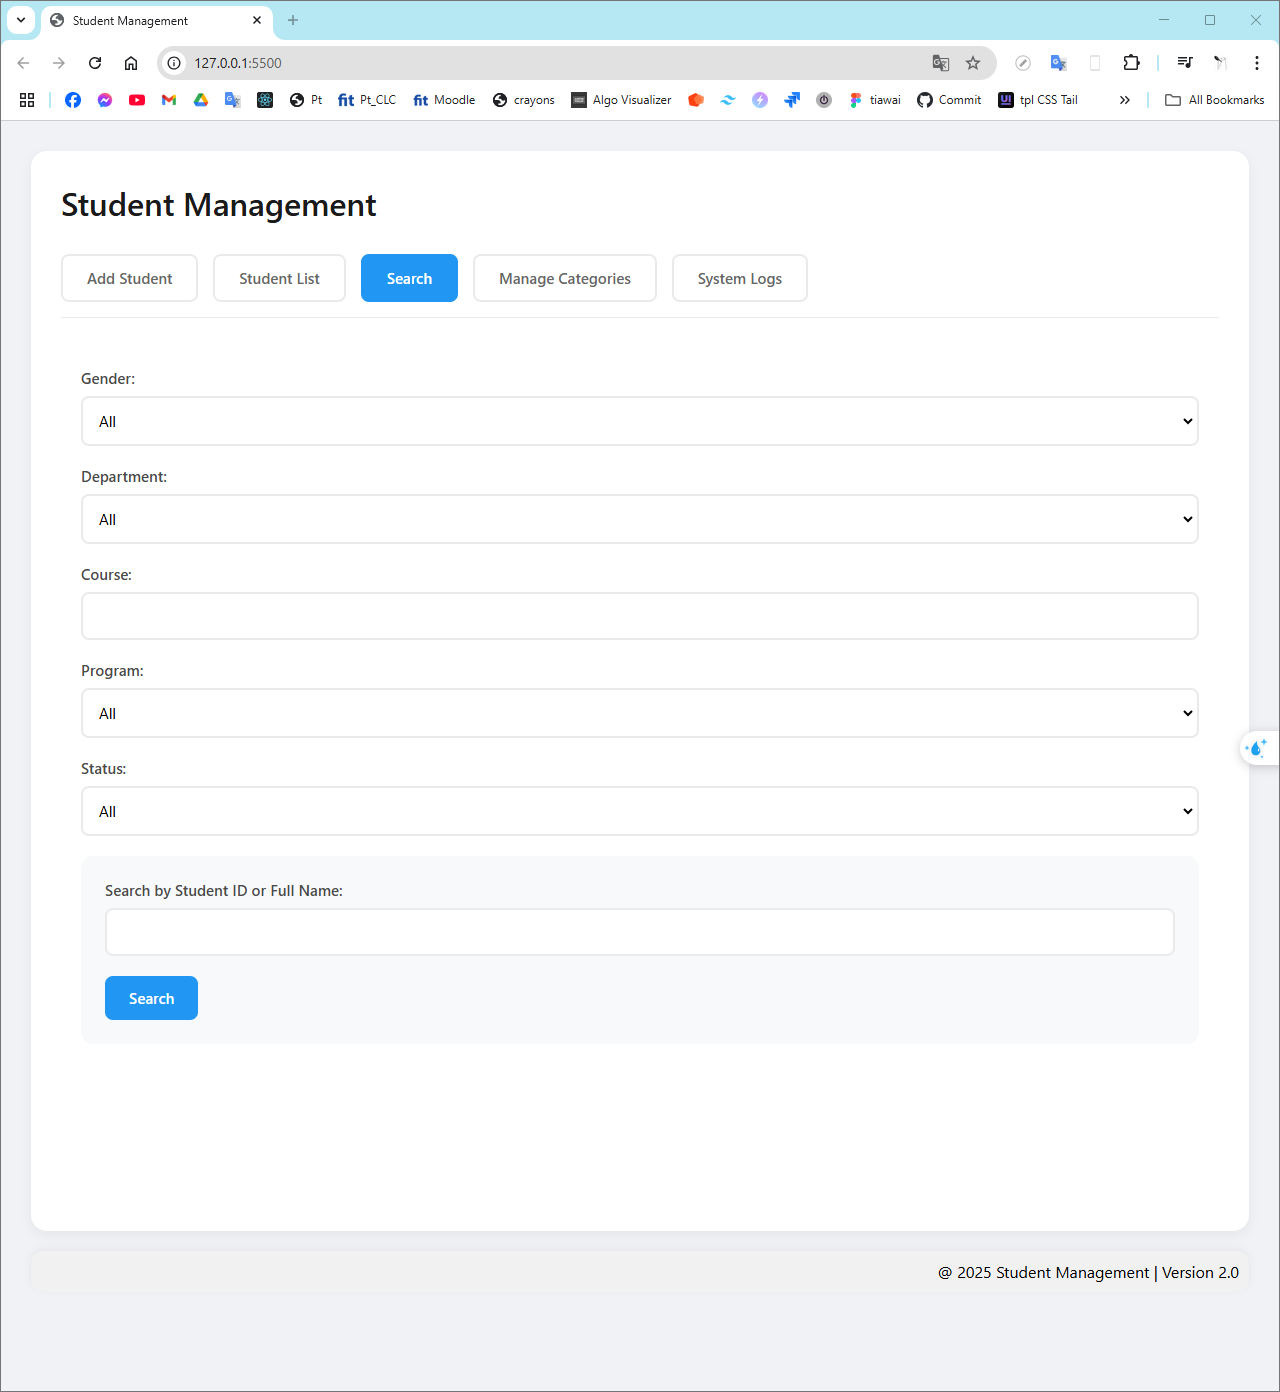 Student Management
127.0.0.1:5500
Pt
fit Pt_CLC
fit Moodle
crayons
Algo Visualizer
tiawai
Commit
UI tpl CSS Tail
All Bookmarks
Student Management
Add Student
Student List
Search
Manage Categories
System Logs
Gender:
All
Department:
All
Course:
Program:
All
Status:
All
Search by Student ID or Full Name:
Search
@ 2025 Student Management | Version 2.0